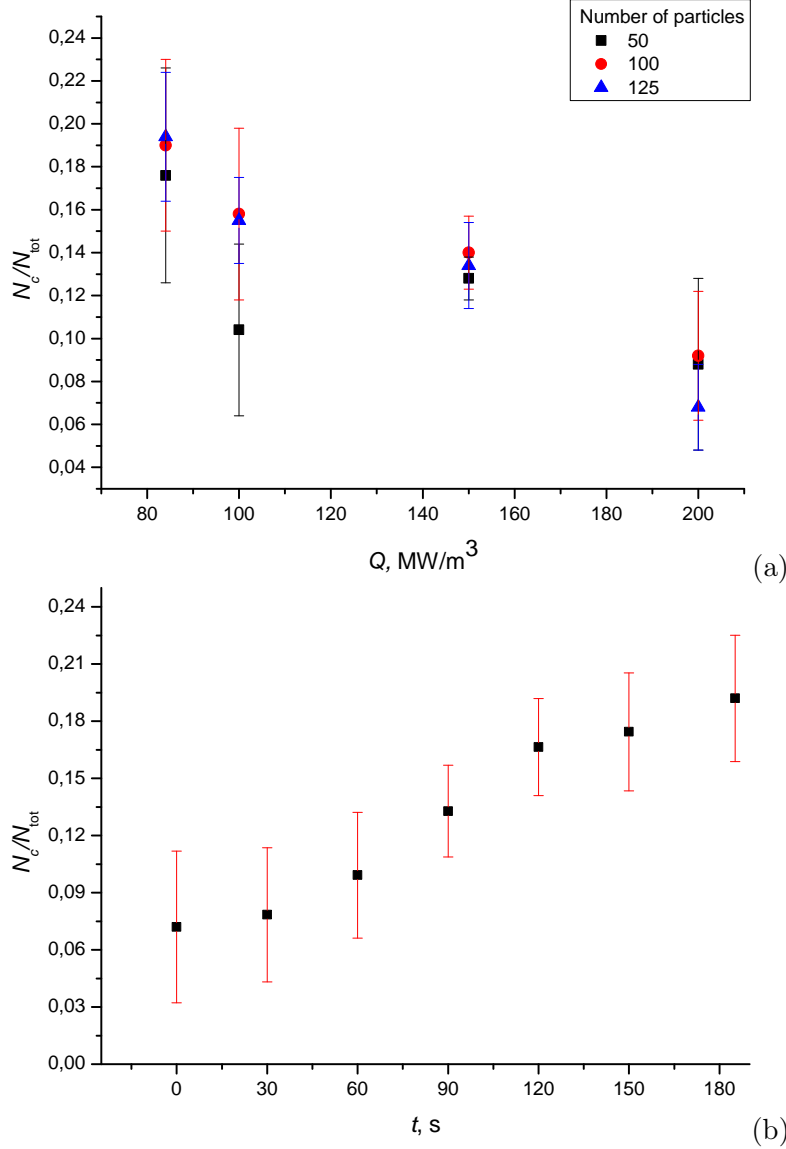 Number of particles
50
100
125
0,24
0,22
0,20
0,18
0,16
0,14
0,12
0,10
0,08
0,06
0,04
N_c/N_tot
80 100 120 140 160 180 200
Q, MW/m³
(a)
0,24
0,21
0,18
0,15
0,12
0,09
0,06
0,03
0,00
N_c/N_tot
0 30 60 90 120 150 180
t, s
(b)